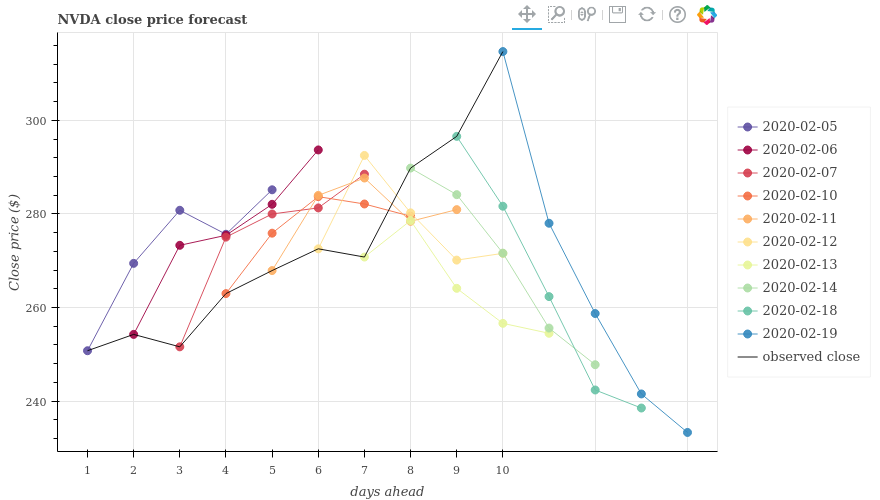 NVDA close price forecast
300
280
260
240
Close price ($)
1 2 3 4 5 6 7 8 9 10
days ahead
2020-02-05
2020-02-06
2020-02-07
2020-02-10
2020-02-11
2020-02-12
2020-02-13
2020-02-14
2020-02-18
2020-02-19
observed close